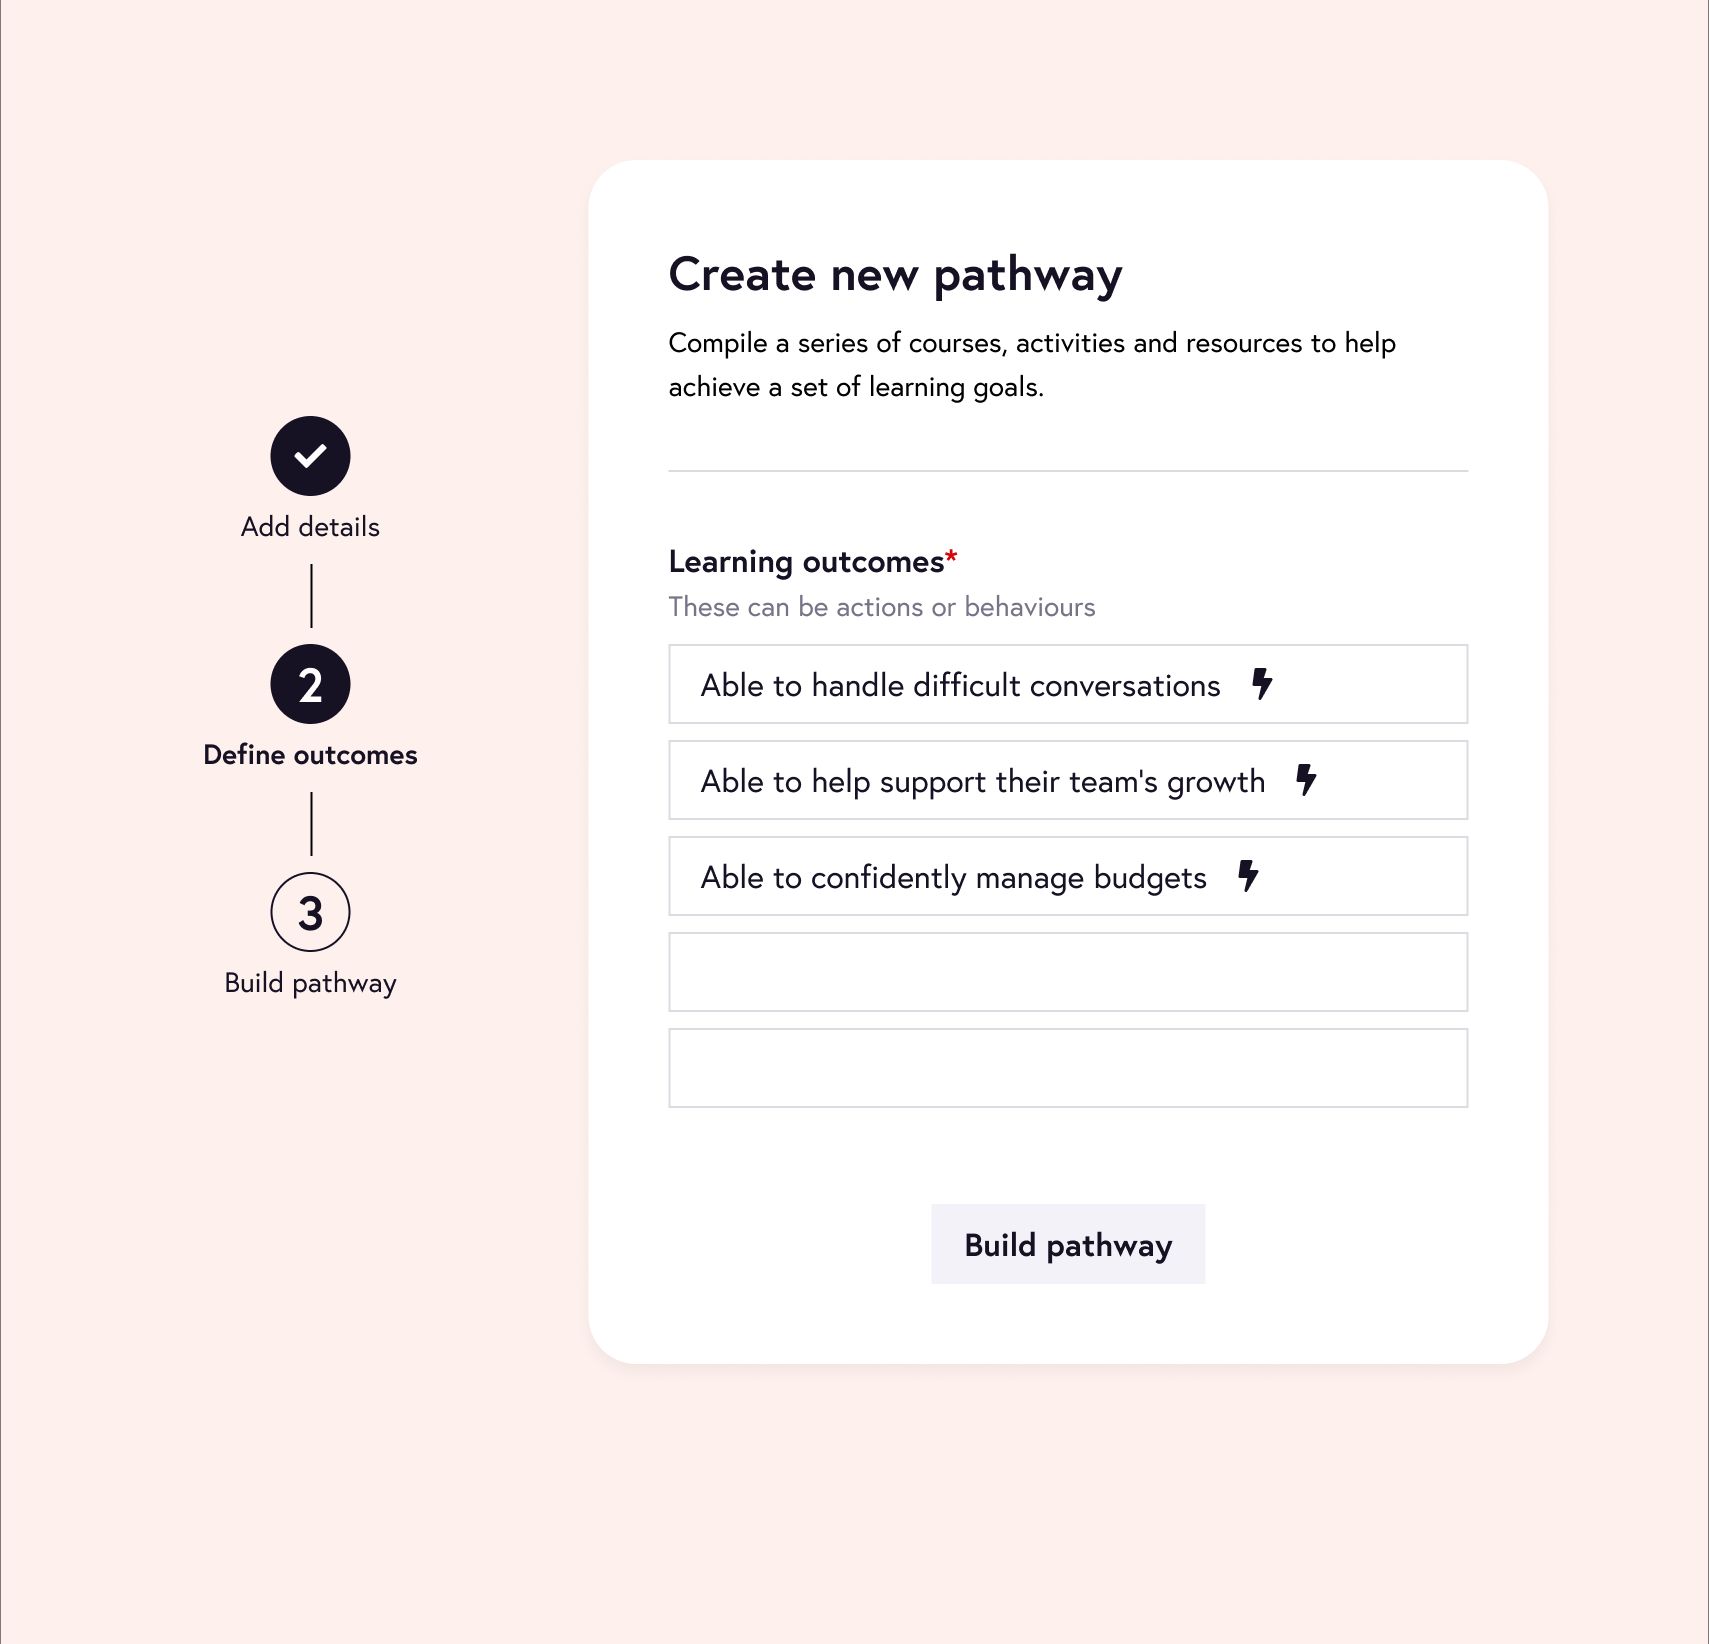 Create new pathway
Compile a series of courses, activities and resources to help
achieve a set of learning goals.
Add details
2
Define outcomes
3
Build pathway
Learning outcomes*
These can be actions or behaviours
Able to handle difficult conversations
Able to help support their team's growth
Able to confidently manage budgets
Build pathway